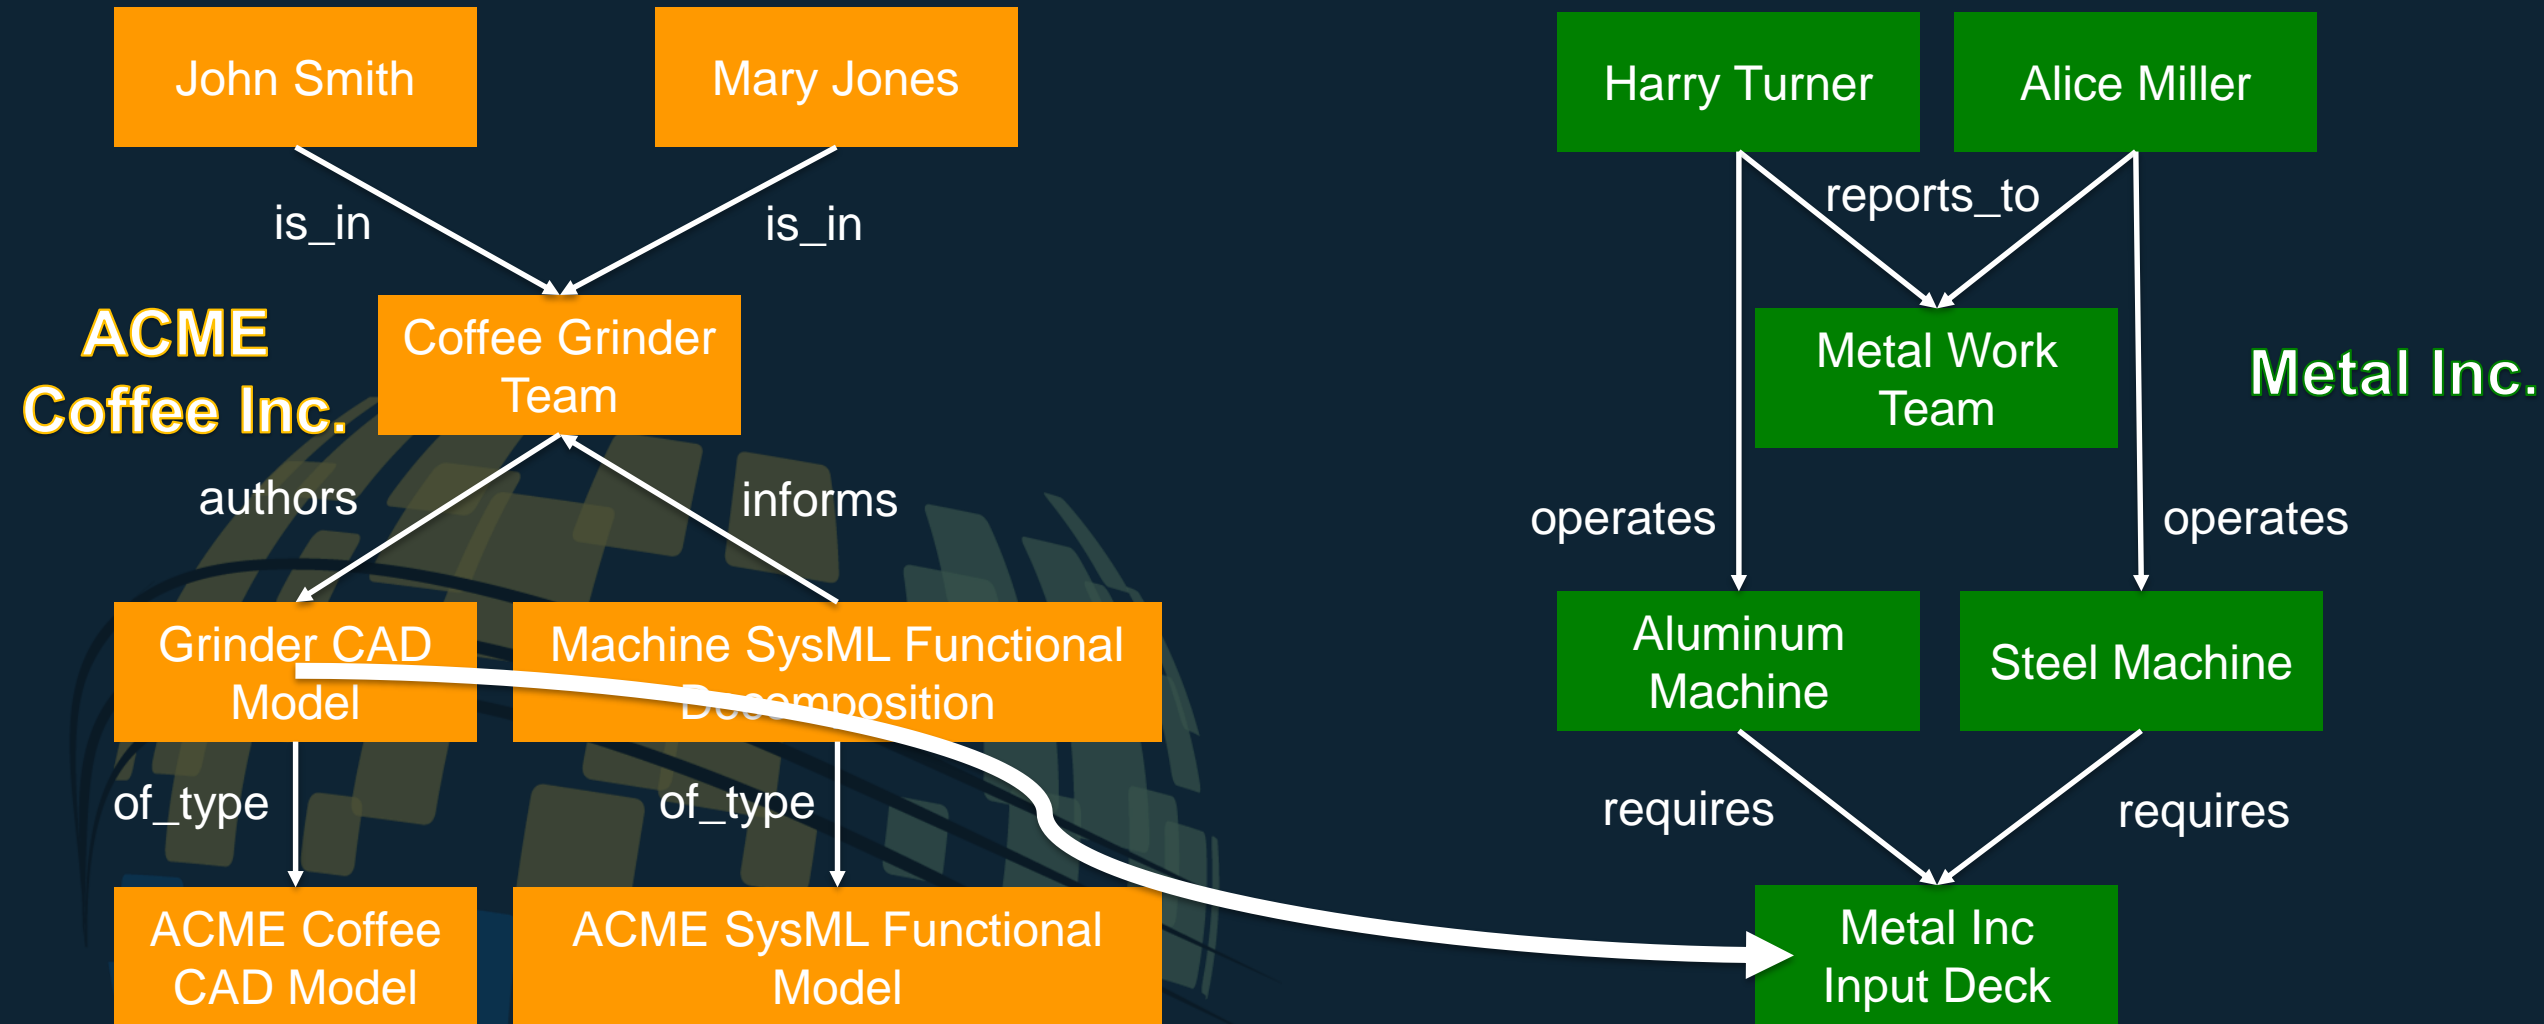 John Smith
Mary Jones
Harry Turner
Alice Miller
is_in
is_in
reports_to
ACME
Coffee Inc.
Coffee Grinder
Team
Metal Work
Team
Metal Inc.
authors
informs
operates
operates
Grinder CAD
Model
Machine SysML Functional
Decomposition
Aluminum
Machine
Steel Machine
of_type
of_type
requires
requires
ACME Coffee
CAD Model
ACME SysML Functional
Model
Metal Inc
Input Deck